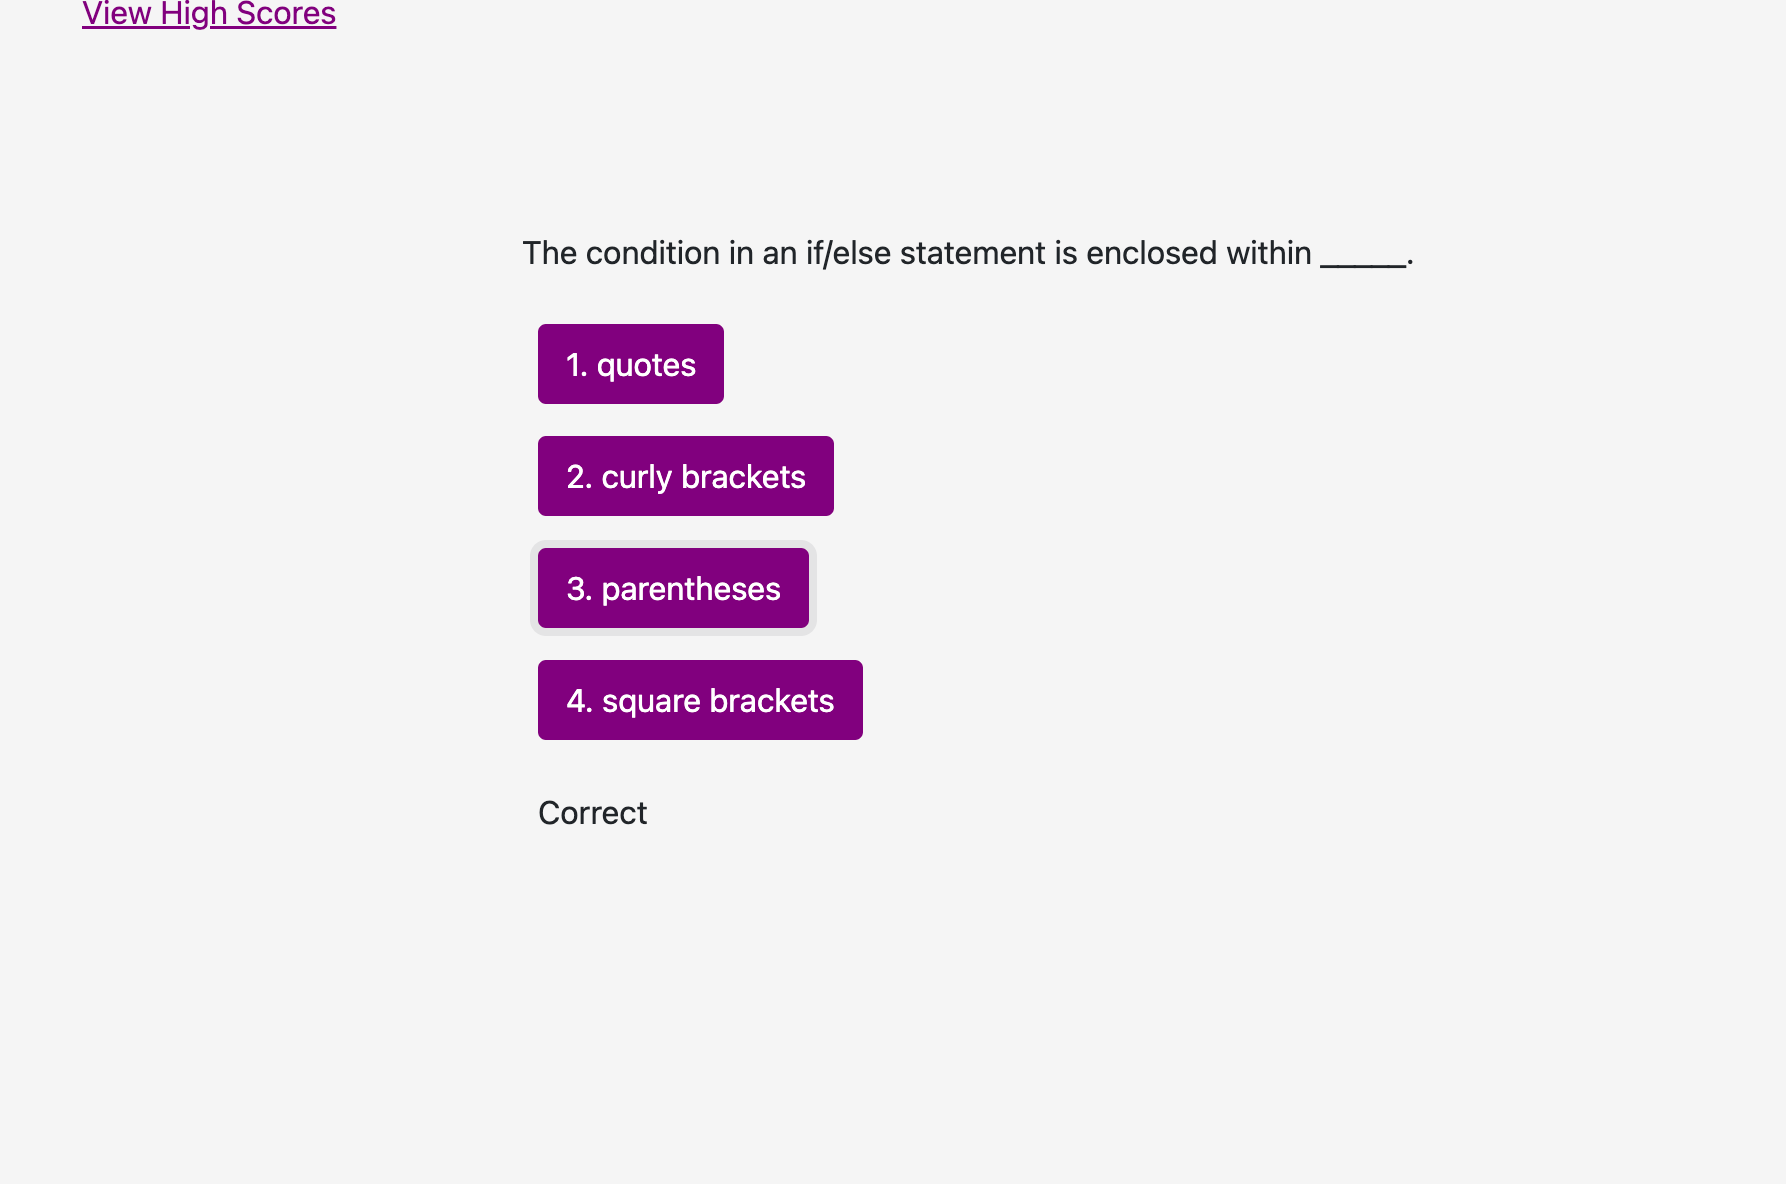 View High Scores
The condition in an if/else statement is enclosed within _____.
1. quotes
2. curly brackets
3. parentheses
4. square brackets
Correct